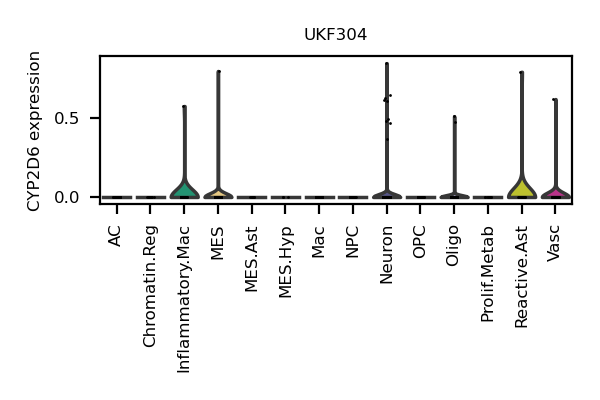 UKF304
CYP2D6 expression
0.5
0.0
AC
Chromatin.Reg
Inflammatory.Mac
MES
MES.Ast
MES.Hyp
Mac
NPC
Neuron
OPC
Oligo
Prolif.Metab
Reactive.Ast
Vasc